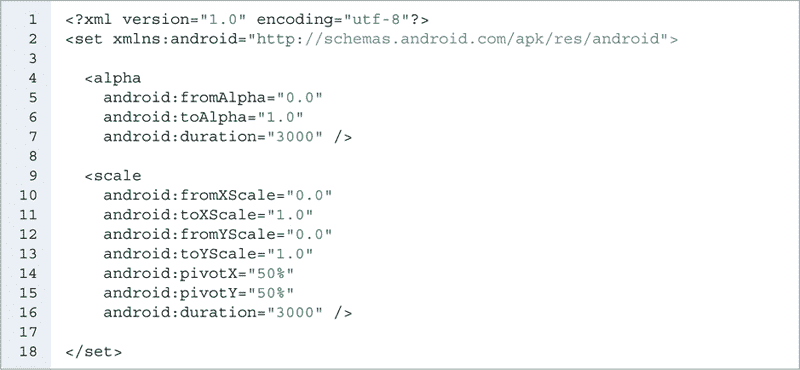 1 <?xml version="1.0" encoding="utf-8"?>
2 <set xmlns:android="http://schemas.android.com/apk/res/android">
3
4 <alpha
5 android:fromAlpha="0.0"
6 android:toAlpha="1.0"
7 android:duration="3000" />
8
9 <scale
10 android:fromXScale="0.0"
11 android:toXScale="1.0"
12 android:fromYScale="0.0"
13 android:toYScale="1.0"
14 android:pivotX="50%"
15 android:pivotY="50%"
16 android:duration="3000" />
17
18 </set>